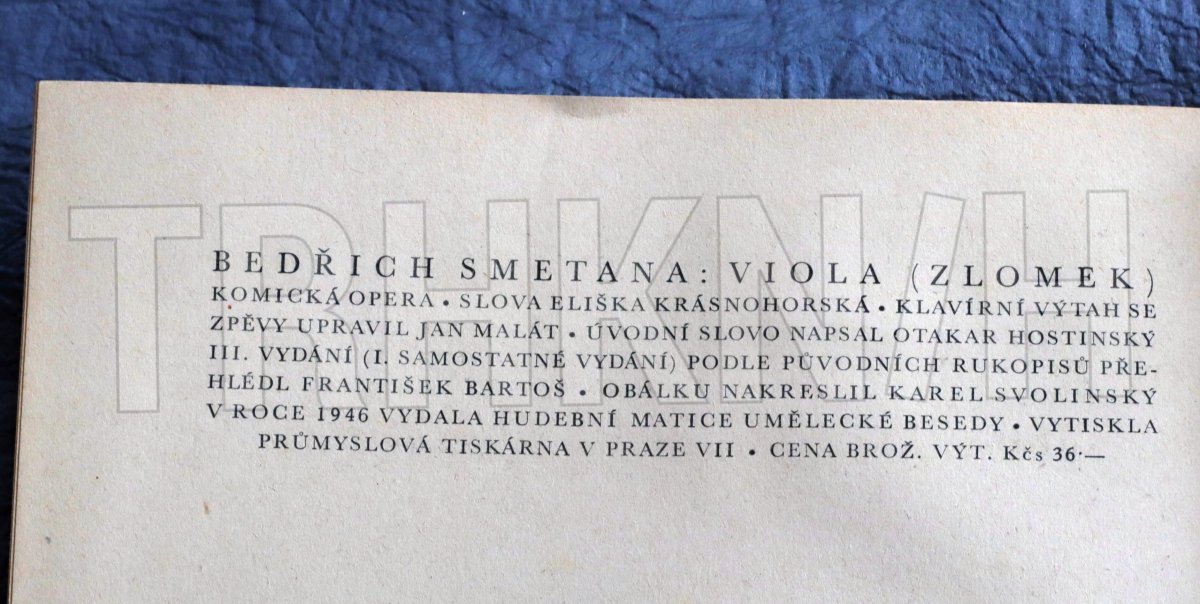 TRHKNIH
BEDŘICH SMETANA: VIOLA (ZLOMEK)
KOMICKÁ OPERA • SLOVA ELIŠKA KRÁSNOHORSKÁ • KLAVÍRNÍ VÝTAH SE
ZPĚVY UPRAVIL JAN MALÁT • ÚVODNÍ SLOVO NAPSAL OTAKAR HOSTINSKÝ
III. VYDÁNÍ (I. SAMOSTATNÉ VYDÁNÍ) PODLE PŮVODNÍCH RUKOPISŮ PŘE-
HLÉDL FRANTIŠEK BARTOŠ • OBÁLKU NAKRESLIL KAREL SVOLINSKÝ
V ROCE 1946 VYDALA HUDEBNÍ MATICE UMĚLECKÉ BESEDY • VYTISKLA
PRŮMYSLOVÁ TISKÁRNA V PRAZE VII • CENA BROŽ. VÝT. Kčs 36·—